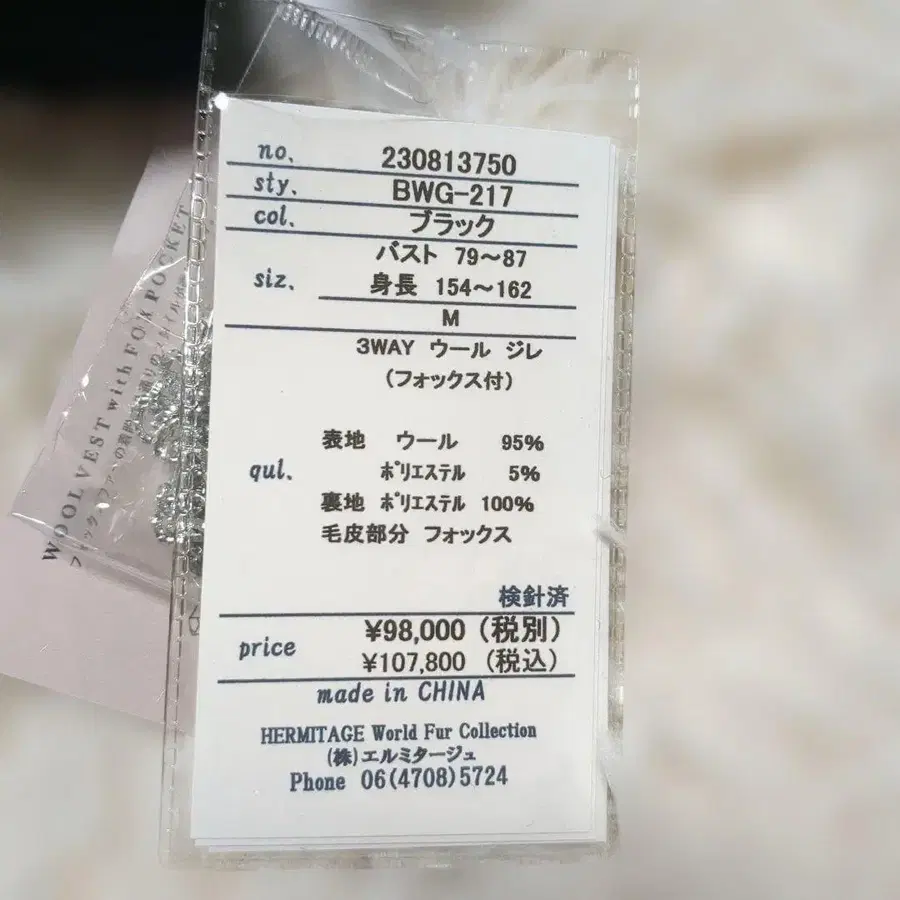 no. 230813750
sty. BWG-217
col. ブラック
siz. バスト 79～87
身長 154～162
M
3WAY ウール ジレ
(フォックス付)
qul. 表地 ウール 95%
ポリエステル 5%
裏地 ポリエステル 100%
毛皮部分 フォックス
検針済
price ¥98,000 (税別)
¥107,800 (税込)
made in CHINA
HERMITAGE World Fur Collection
(株)エルミタージュ
Phone 06(4708)5724
WOOL VEST with FOX POCKET